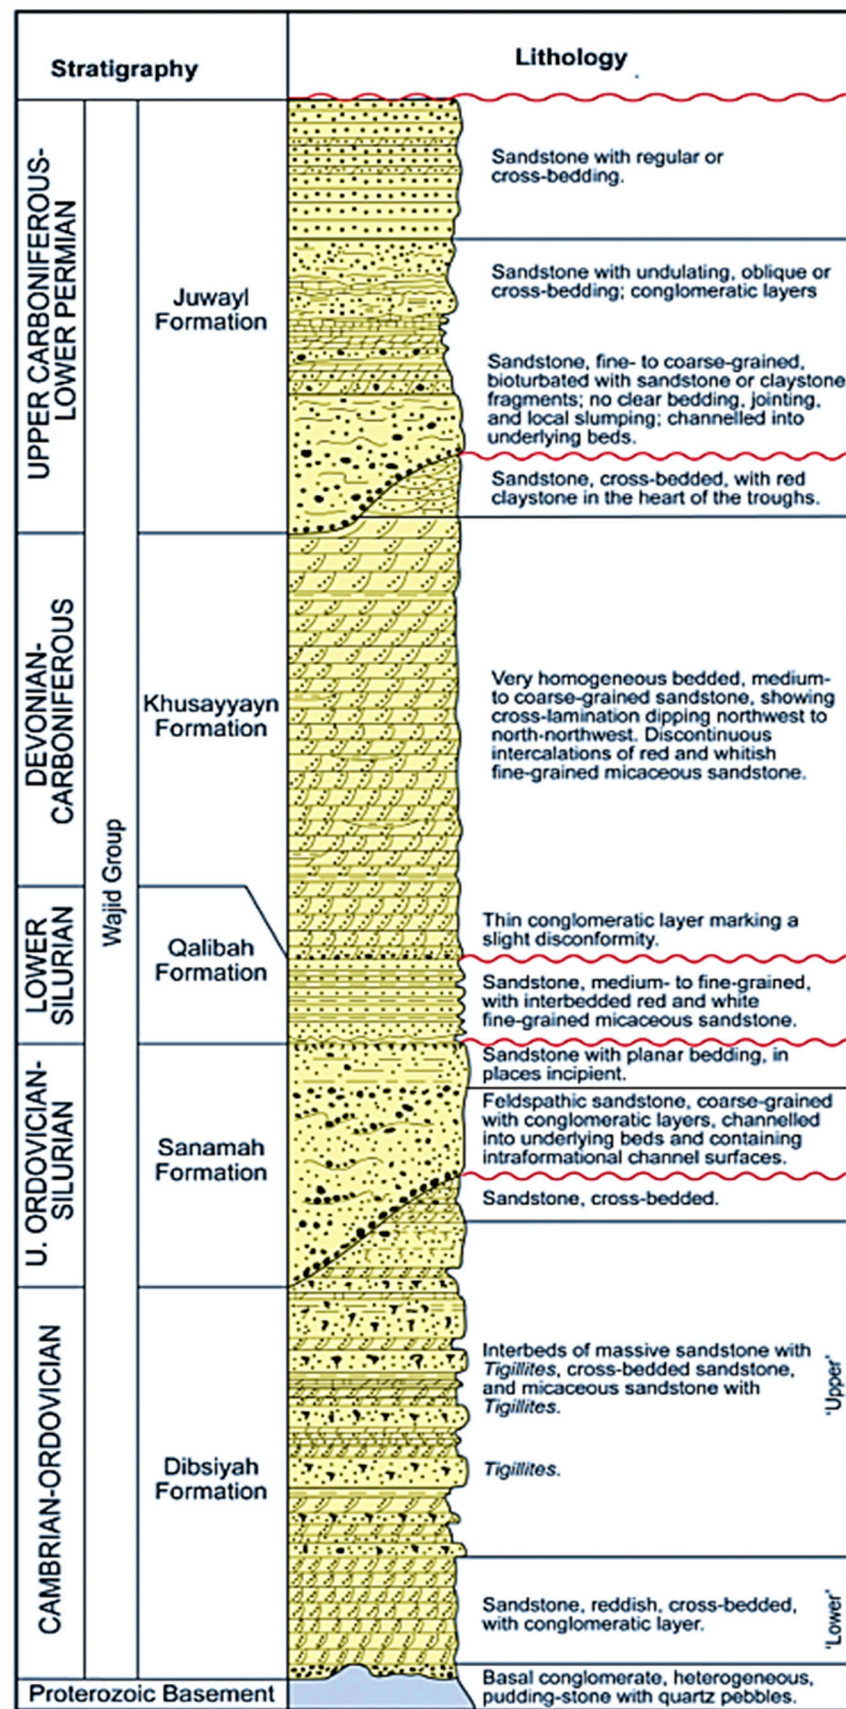 Stratigraphy
Lithology
UPPER CARBONIFEROUS-
LOWER PERMIAN
DEVONIAN-
CARBONIFEROUS
LOWER
SILURIAN
U. ORDOVICIAN-
SILURIAN
CAMBRIAN-ORDOVICIAN
Wajid Group
Juwayl
Formation
Khusayyayn
Formation
Qalibah
Formation
Sanamah
Formation
Dibsiyah
Formation
Proterozoic Basement
Sandstone with regular or
cross-bedding.
Sandstone with undulating, oblique or
cross-bedding; conglomeratic layers
Sandstone, fine- to coarse-grained,
bioturbated with sandstone or claystone
fragments; no clear bedding, jointing,
and local slumping; channelled into
underlying beds.
Sandstone, cross-bedded, with red
claystone in the heart of the troughs.
Very homogeneous bedded, medium-
to coarse-grained sandstone, showing
cross-lamination dipping northwest to
north-northwest. Discontinuous
intercalations of red and whitish
fine-grained micaceous sandstone.
Thin conglomeratic layer marking a
slight disconformity.
Sandstone, medium- to fine-grained,
with interbedded red and white
fine-grained micaceous sandstone.
Sandstone with planar bedding, in
places incipient.
Feldspathic sandstone, coarse-grained
with conglomeratic layers, channelled
into underlying beds and containing
intraformational channel surfaces.
Sandstone, cross-bedded.
Interbeds of massive sandstone with
Tigillites, cross-bedded sandstone,
and micaceous sandstone with
Tigillites.
Tigillites.
'Upper'
Sandstone, reddish, cross-bedded,
with conglomeratic layer.
'Lower'
Basal conglomerate, heterogeneous,
pudding-stone with quartz pebbles.